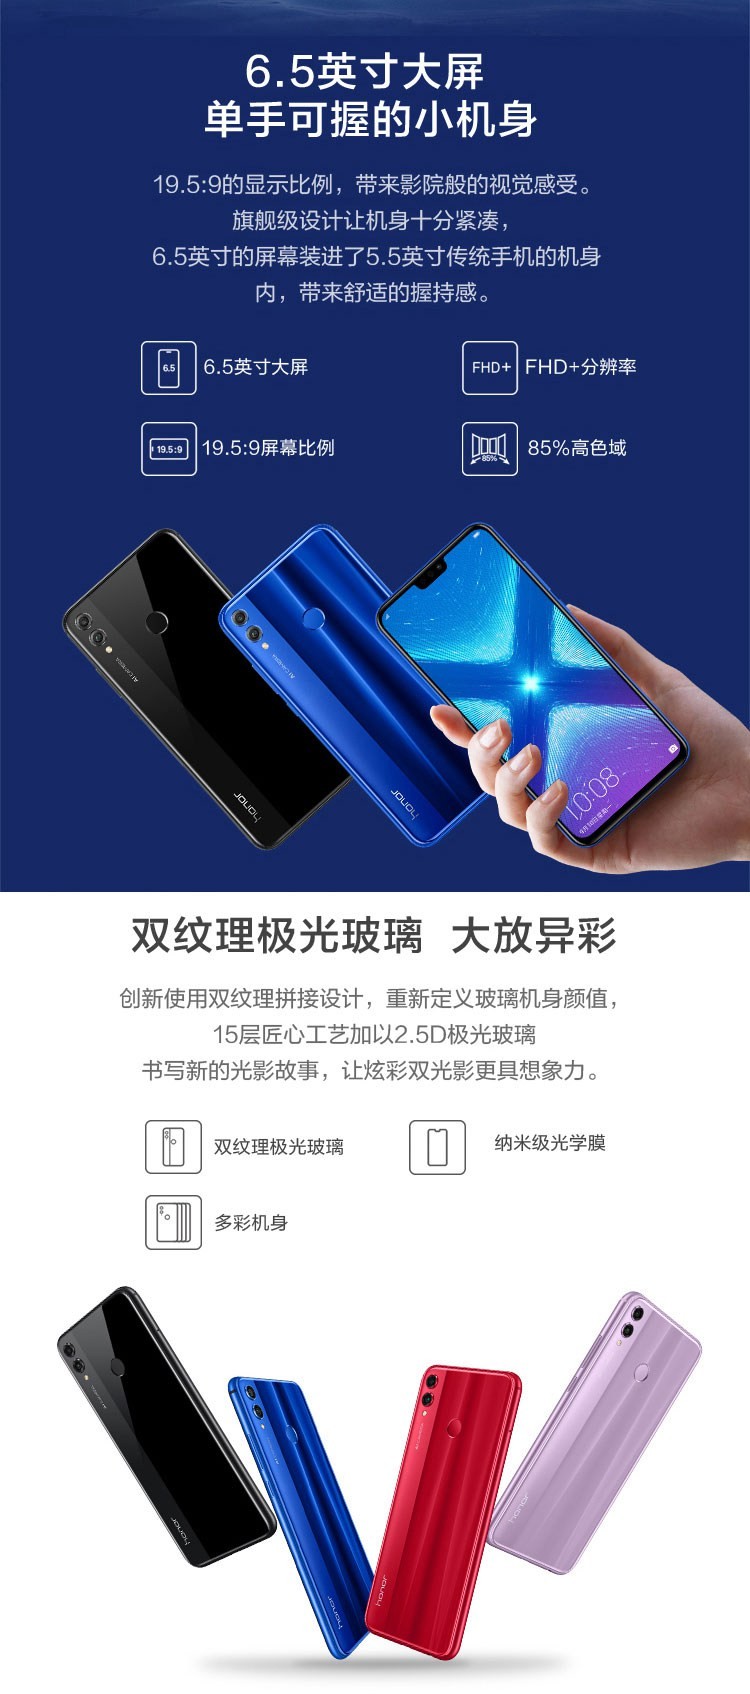 6.5英寸大屏
单手可握的小机身
19.5:9的显示比例，带来影院般的视觉感受。
旗舰级设计让机身十分紧凑，
6.5英寸的屏幕装进了5.5英寸传统手机的机身
内，带来舒适的握持感。
6.5
6.5英寸大屏
FHD+
FHD+分辨率
19.5:9
19.5:9屏幕比例
85%
85%高色域
AI CAMERA
honor
AI CAMERA
honor
10:08
双纹理极光玻璃 大放异彩
创新使用双纹理拼接设计，重新定义玻璃机身颜值，
15层匠心工艺加以2.5D极光玻璃
书写新的光影故事，让炫彩双光影更具想象力。
双纹理极光玻璃
纳米级光学膜
多彩机身
honor
honor
honor
honor